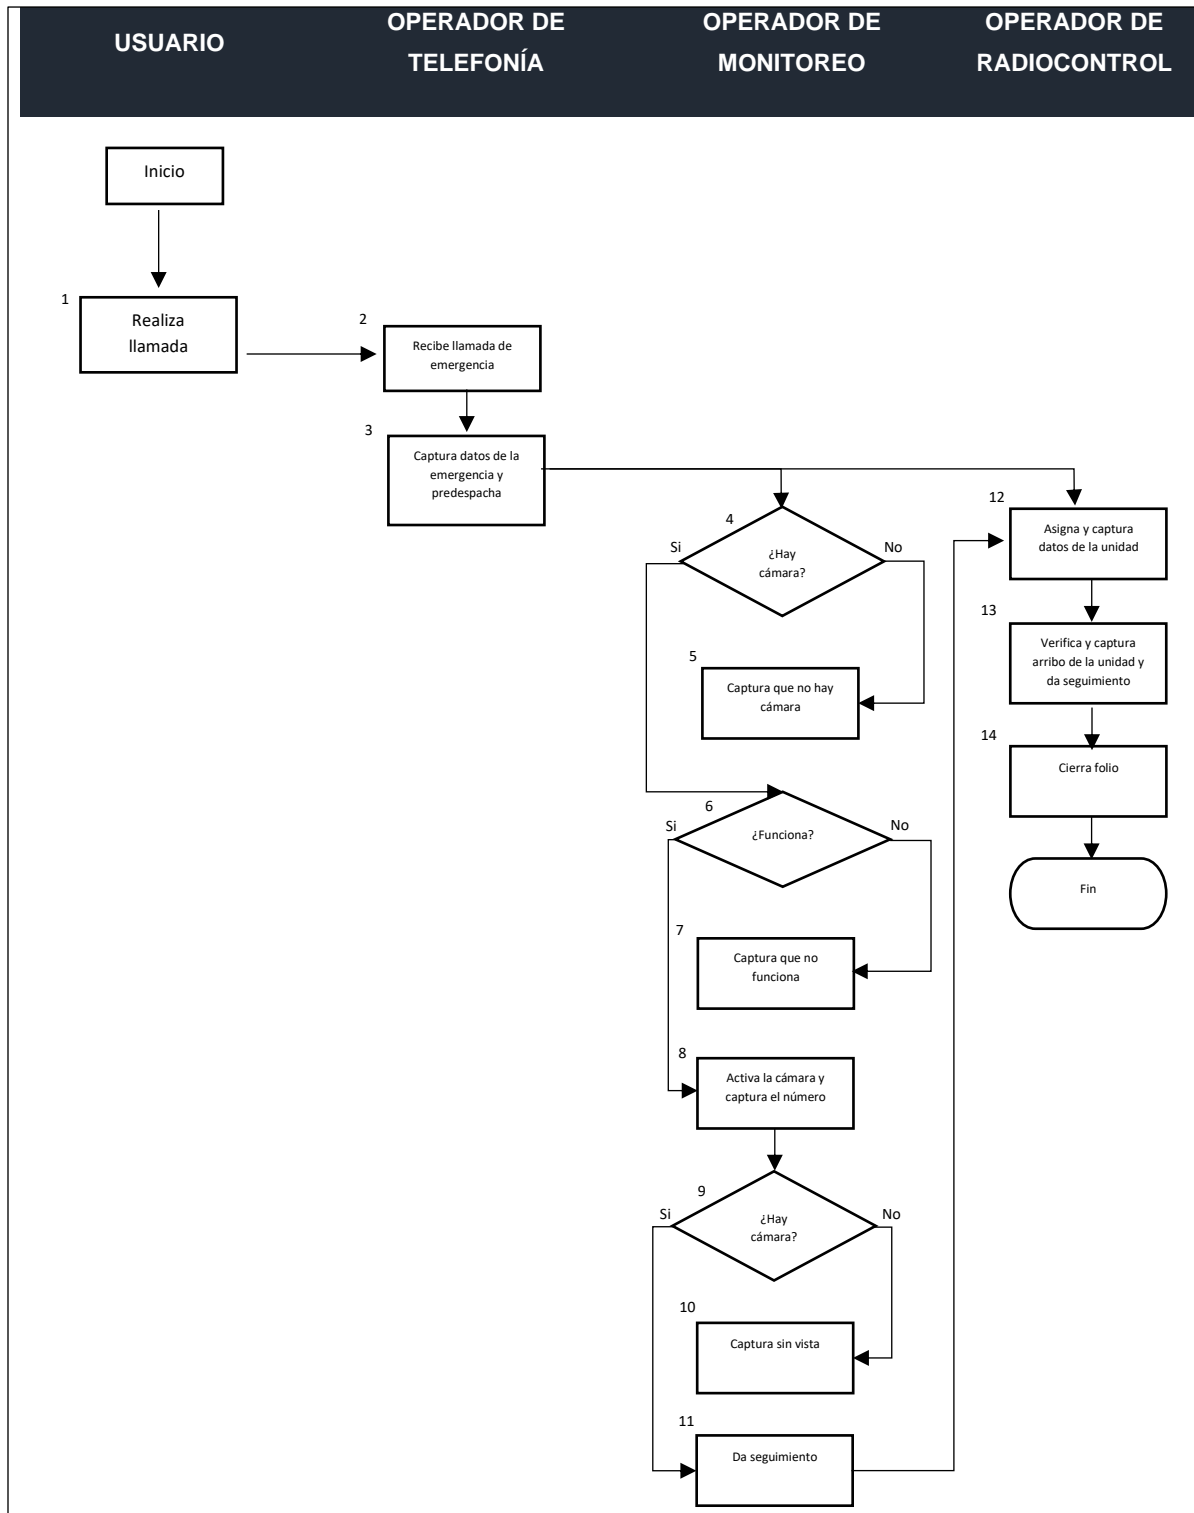 USUARIO
OPERADOR DE
TELEFONÍA
OPERADOR DE
MONITOREO
OPERADOR DE
RADIOCONTROL
Inicio
1
Realiza
llamada
2
Recibe llamada de
emergencia
3
Captura datos de la
emergencia y
predespacha
4
¿Hay
cámara?
Si
No
5
Captura que no hay
cámara
6
¿Funciona?
Si
No
7
Captura que no
funciona
8
Activa la cámara y
captura el número
9
¿Hay
cámara?
Si
No
10
Captura sin vista
11
Da seguimiento
12
Asigna y captura
datos de la unidad
13
Verifica y captura
arribo de la unidad y
da seguimiento
14
Cierra folio
Fin